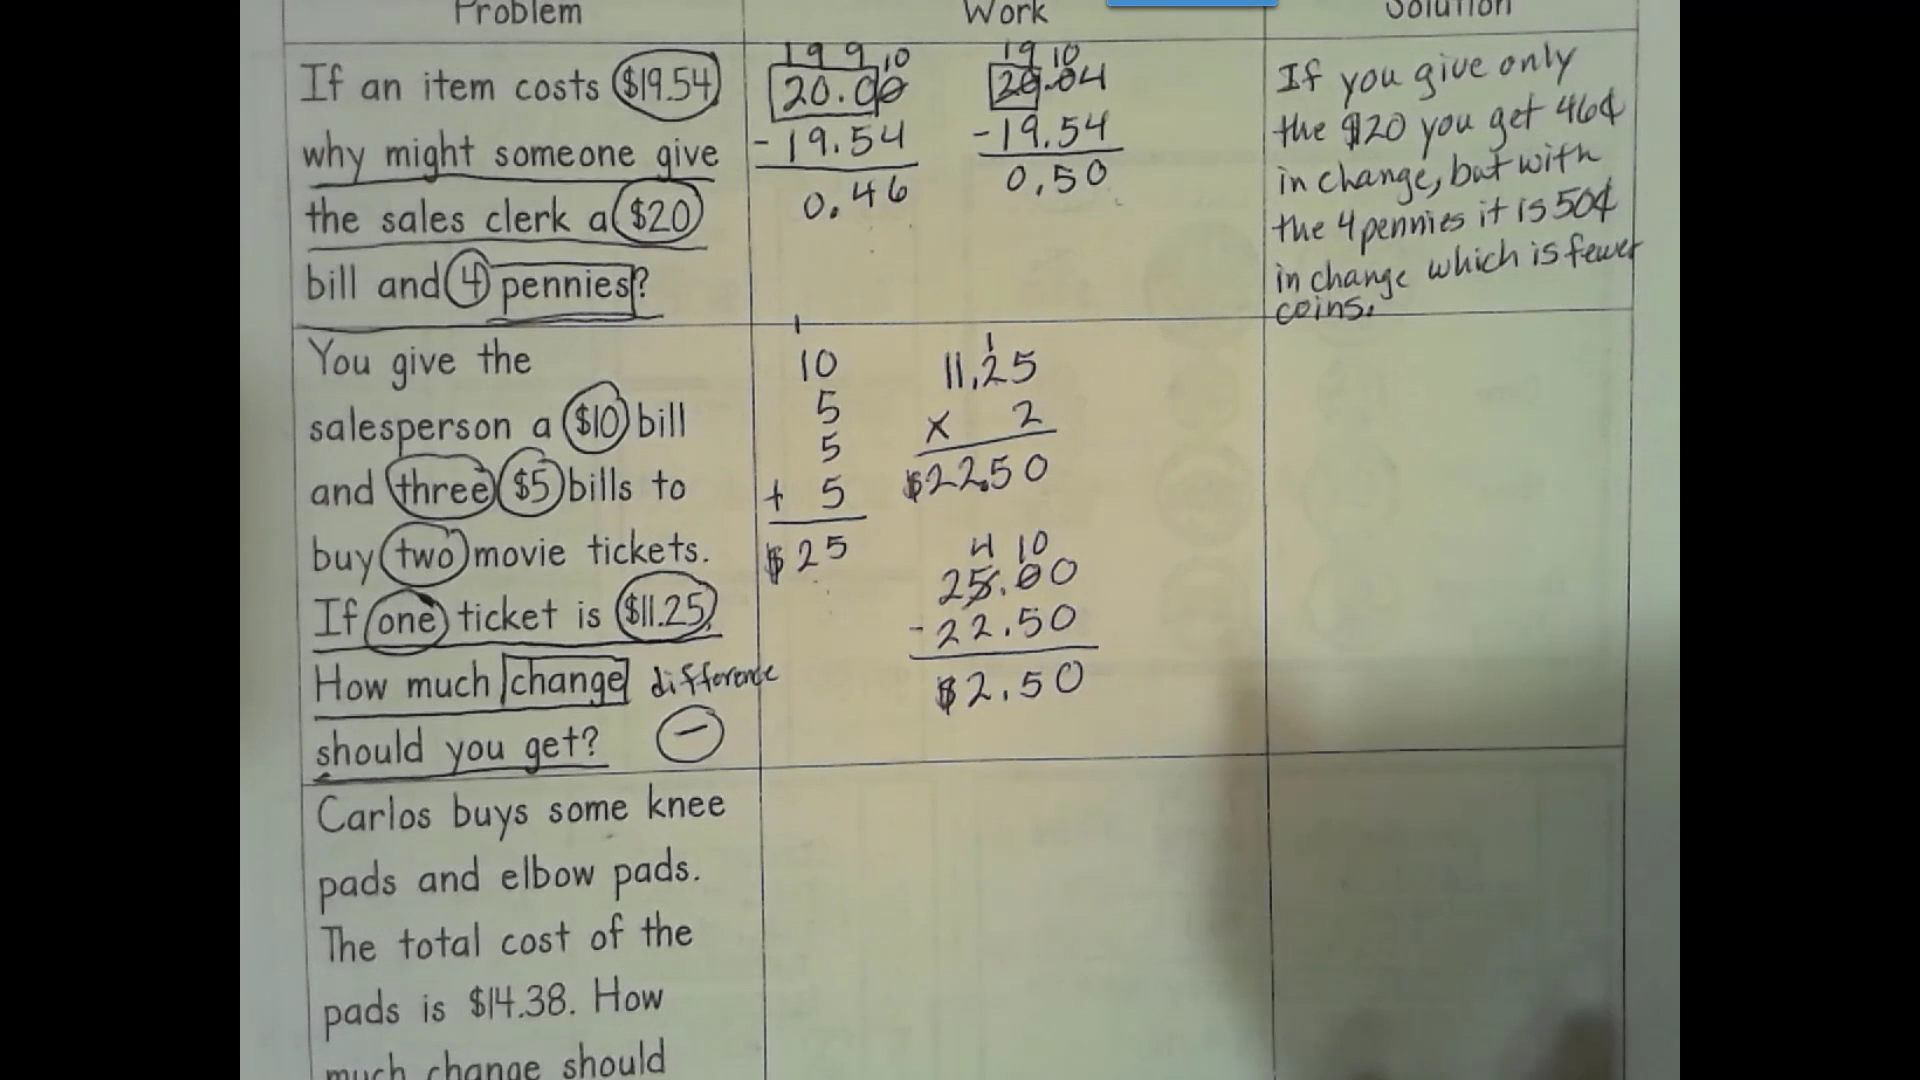 Problem
Work
Solution
If an item costs $19.54
why might someone give
the sales clerk a $20
bill and 4 pennies?
19 9 10
20.00
-19.54
0.46
19 10
20.04
-19.54
0.50
If you give only
the $20 you get 46¢
in change, but with
the 4 pennies it is 50¢
in change which is fewer
coins.
You give the
salesperson a $10 bill
and three $5 bills to
buy two movie tickets.
If one ticket is $11.25,
How much change difference
should you get? −
1
10
5
5
+ 5
$25
1
11.25
x 2
$22.50
4 10
25.00
-22.50
$2.50
Carlos buys some knee
pads and elbow pads.
The total cost of the
pads is $14.38. How
much change should